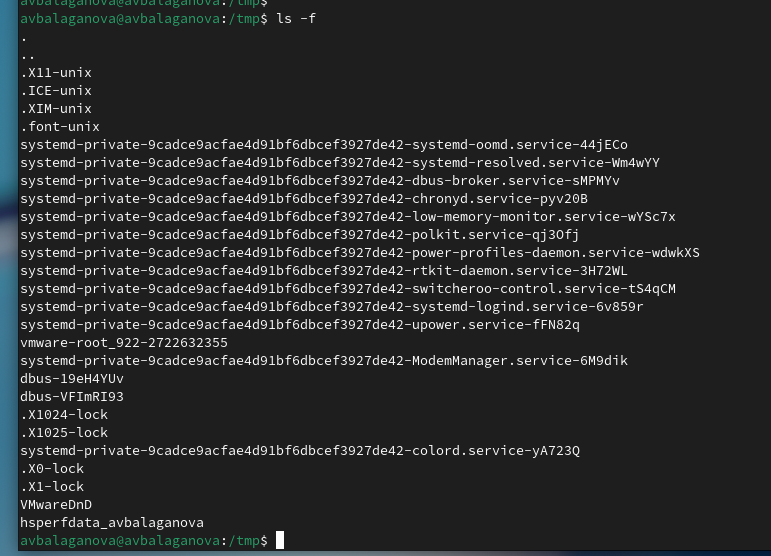 avbalaganova@avbalaganova:/tmp$
avbalaganova@avbalaganova:/tmp$ ls -f
.
..
.X11-unix
.ICE-unix
.XIM-unix
.font-unix
systemd-private-9cadce9acfae4d91bf6dbcef3927de42-systemd-oomd.service-44jECo
systemd-private-9cadce9acfae4d91bf6dbcef3927de42-systemd-resolved.service-Wm4wYY
systemd-private-9cadce9acfae4d91bf6dbcef3927de42-dbus-broker.service-sMPMYv
systemd-private-9cadce9acfae4d91bf6dbcef3927de42-chronyd.service-pyv20B
systemd-private-9cadce9acfae4d91bf6dbcef3927de42-low-memory-monitor.service-wYSc7x
systemd-private-9cadce9acfae4d91bf6dbcef3927de42-polkit.service-qj3Ofj
systemd-private-9cadce9acfae4d91bf6dbcef3927de42-power-profiles-daemon.service-wdwkXS
systemd-private-9cadce9acfae4d91bf6dbcef3927de42-rtkit-daemon.service-3H72WL
systemd-private-9cadce9acfae4d91bf6dbcef3927de42-switcheroo-control.service-tS4qCM
systemd-private-9cadce9acfae4d91bf6dbcef3927de42-systemd-logind.service-6v859r
systemd-private-9cadce9acfae4d91bf6dbcef3927de42-upower.service-fFN82q
vmware-root_922-2722632355
systemd-private-9cadce9acfae4d91bf6dbcef3927de42-ModemManager.service-6M9dik
dbus-19eH4YUv
dbus-VFImRI93
.X1024-lock
.X1025-lock
systemd-private-9cadce9acfae4d91bf6dbcef3927de42-colord.service-yA723Q
.X0-lock
.X1-lock
VMwareDnD
hsperfdata_avbalaganova
avbalaganova@avbalaganova:/tmp$